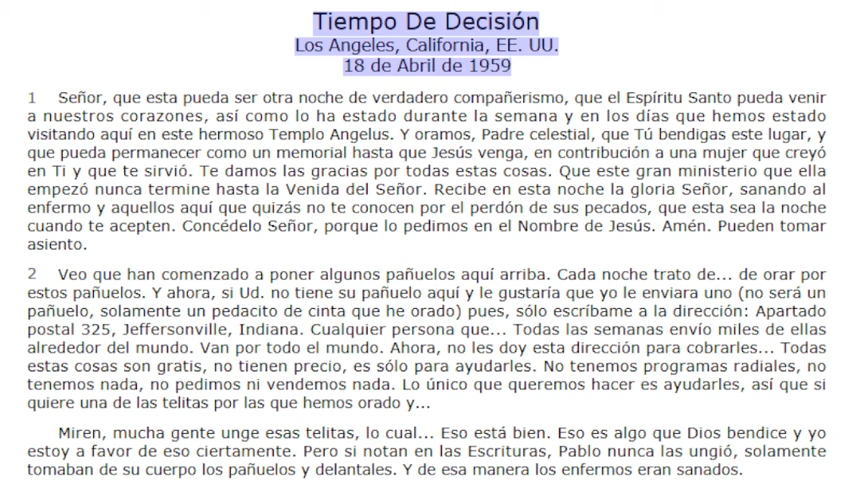 Tiempo De Decisión
Los Angeles, California, EE. UU.
18 de Abril de 1959
1 Señor, que esta pueda ser otra noche de verdadero compañerismo, que el Espíritu Santo pueda venir
a nuestros corazones, así como lo ha estado durante la semana y en los días que hemos estado
visitando aquí en este hermoso Templo Angelus. Y oramos, Padre celestial, que Tú bendigas este lugar, y
que pueda permanecer como un memorial hasta que Jesús venga, en contribución a una mujer que creyó
en Ti y que te sirvió. Te damos las gracias por todas estas cosas. Que este gran ministerio que ella
empezó nunca termine hasta la Venida del Señor. Recibe en esta noche la gloria Señor, sanando al
enfermo y aquellos aquí que quizás no te conocen por el perdón de sus pecados, que esta sea la noche
cuando te acepten. Concédelo Señor, porque lo pedimos en el Nombre de Jesús. Amén. Pueden tomar
asiento.
2 Veo que han comenzado a poner algunos pañuelos aquí arriba. Cada noche trato de... de orar por
estos pañuelos. Y ahora, si Ud. no tiene su pañuelo aquí y le gustaría que yo le enviara uno (no será un
pañuelo, solamente un pedacito de cinta que he orado) pues, sólo escríbame a la dirección: Apartado
postal 325, Jeffersonville, Indiana. Cualquier persona que... Todas las semanas envío miles de ellas
alrededor del mundo. Van por todo el mundo. Ahora, no les doy esta dirección para cobrarles... Todas
estas cosas son gratis, no tienen precio, es sólo para ayudarles. No tenemos programas radiales, no
tenemos nada, no pedimos ni vendemos nada. Lo único que queremos hacer es ayudarles, así que si
quiere una de las telitas por las que hemos orado y...
Miren, mucha gente unge esas telitas, lo cual... Eso está bien. Eso es algo que Dios bendice y yo
estoy a favor de eso ciertamente. Pero si notan en las Escrituras, Pablo nunca las ungió, solamente
tomaban de su cuerpo los pañuelos y delantales. Y de esa manera los enfermos eran sanados.